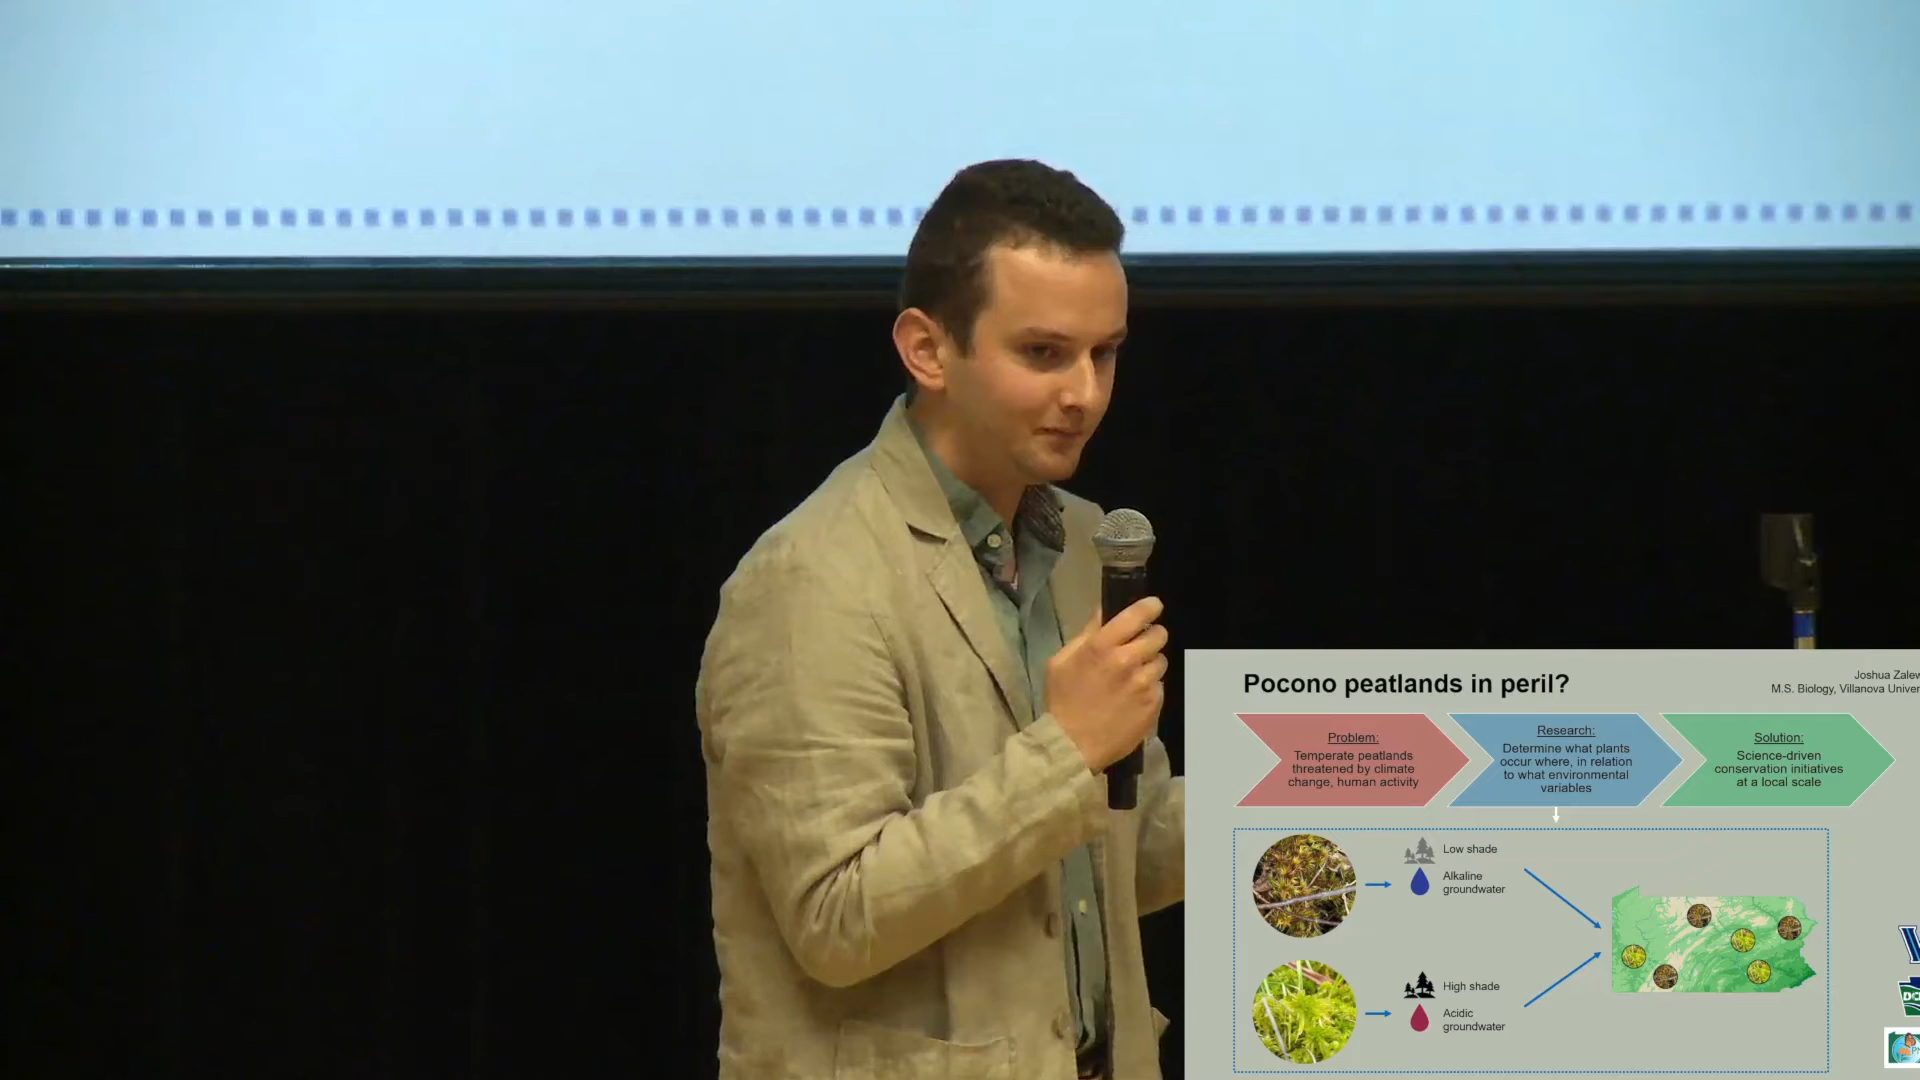 Pocono peatlands in peril?
Joshua
M.S. Biology, Villanova
Problem:
Temperate peatlands
threatened by climate
change, human activity
Research:
Determine what plants
occur where, in relation
to what environmental
variables
Solution:
Science-driven
conservation initiatives
at a local scale
Low shade
Alkaline
groundwater
High shade
Acidic
groundwater